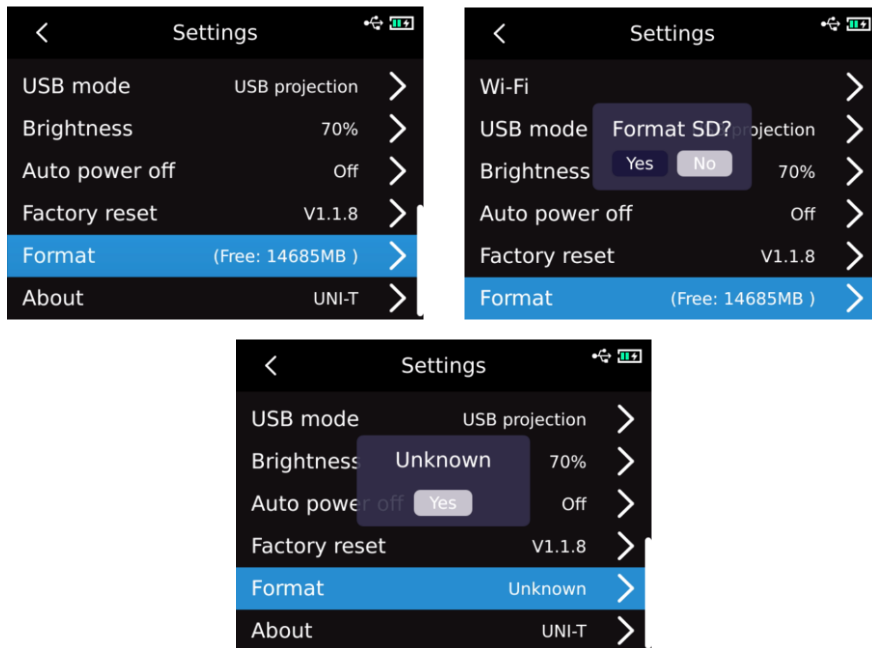 Settings
USB mode USB projection
Brightness 70%
Auto power off Off
Factory reset V1.1.8
Format (Free: 14685MB )
About UNI-T
Settings
Wi-Fi
Format SD?
USB mode projection
Yes No
Brightness 70%
Auto power off Off
Factory reset V1.1.8
Format (Free: 14685MB )
Settings
USB mode USB projection
Unknown
Brightness 70%
Yes
Auto power off Off
Factory reset V1.1.8
Format Unknown
About UNI-T